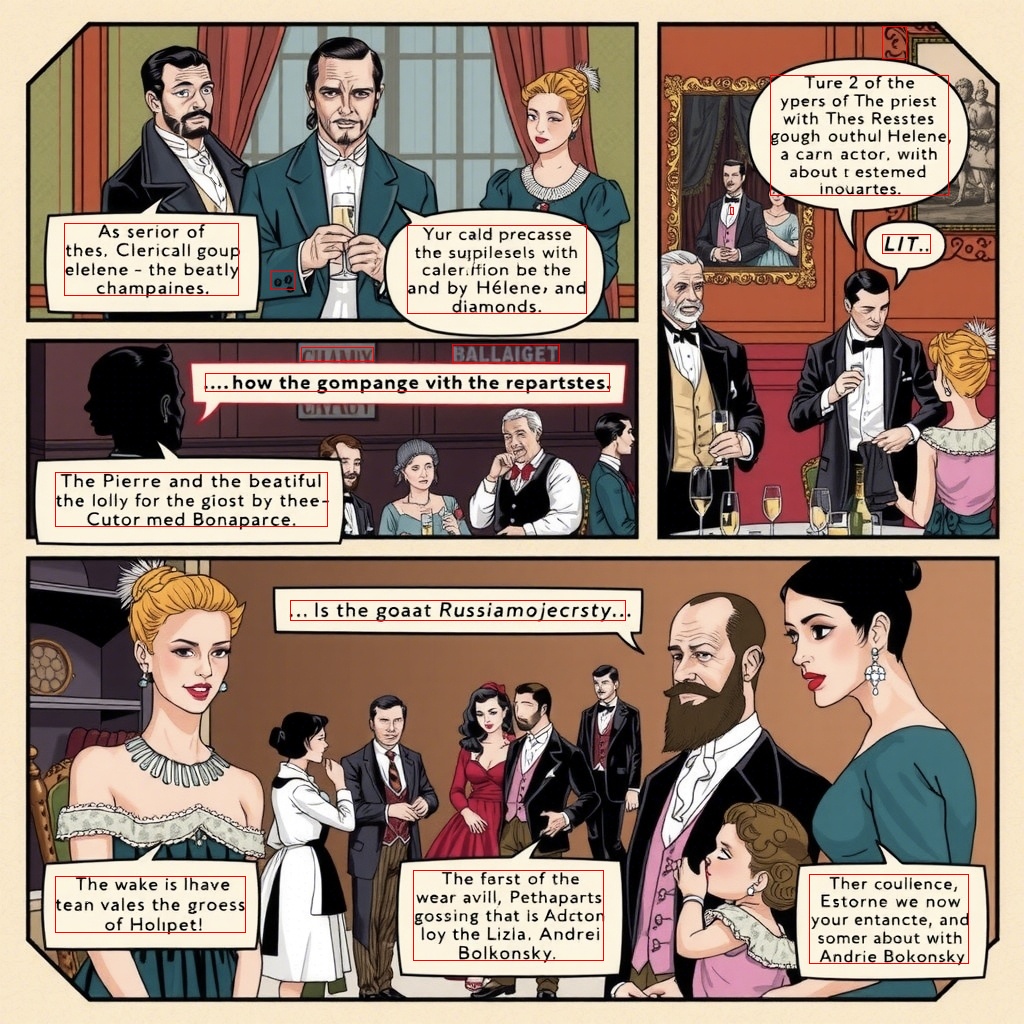 As serior of
thes, Clericall goup
elelene - the beatly
champaines.
Yur cald precasse
the supilesels with
caler.ifion be the
and by Hélene, and
diamonds.
Ture 2 of the
ypers of The priest
with Thes Resstes
gough outhul Helene,
a carn actor, with
about t estemed
inouartes.
LIT..
BALLAIGET
....how the gompange vith the repartstes.
The Pierre and the beatiful
the lolly for the giost by thee-
Cutor med Bonaparce.
... Is the goaat Russiamojecrsty...
The wake is lhave
tean vales the groess
of Holipet!
The farst of the
wear avill, Pethaparts
gossing that is Adcton
loy the Lizla. Andrei
Bolkonsky.
Ther coullence,
Estorne we now
your entancte, and
somer about with
Andrie Bokonsky